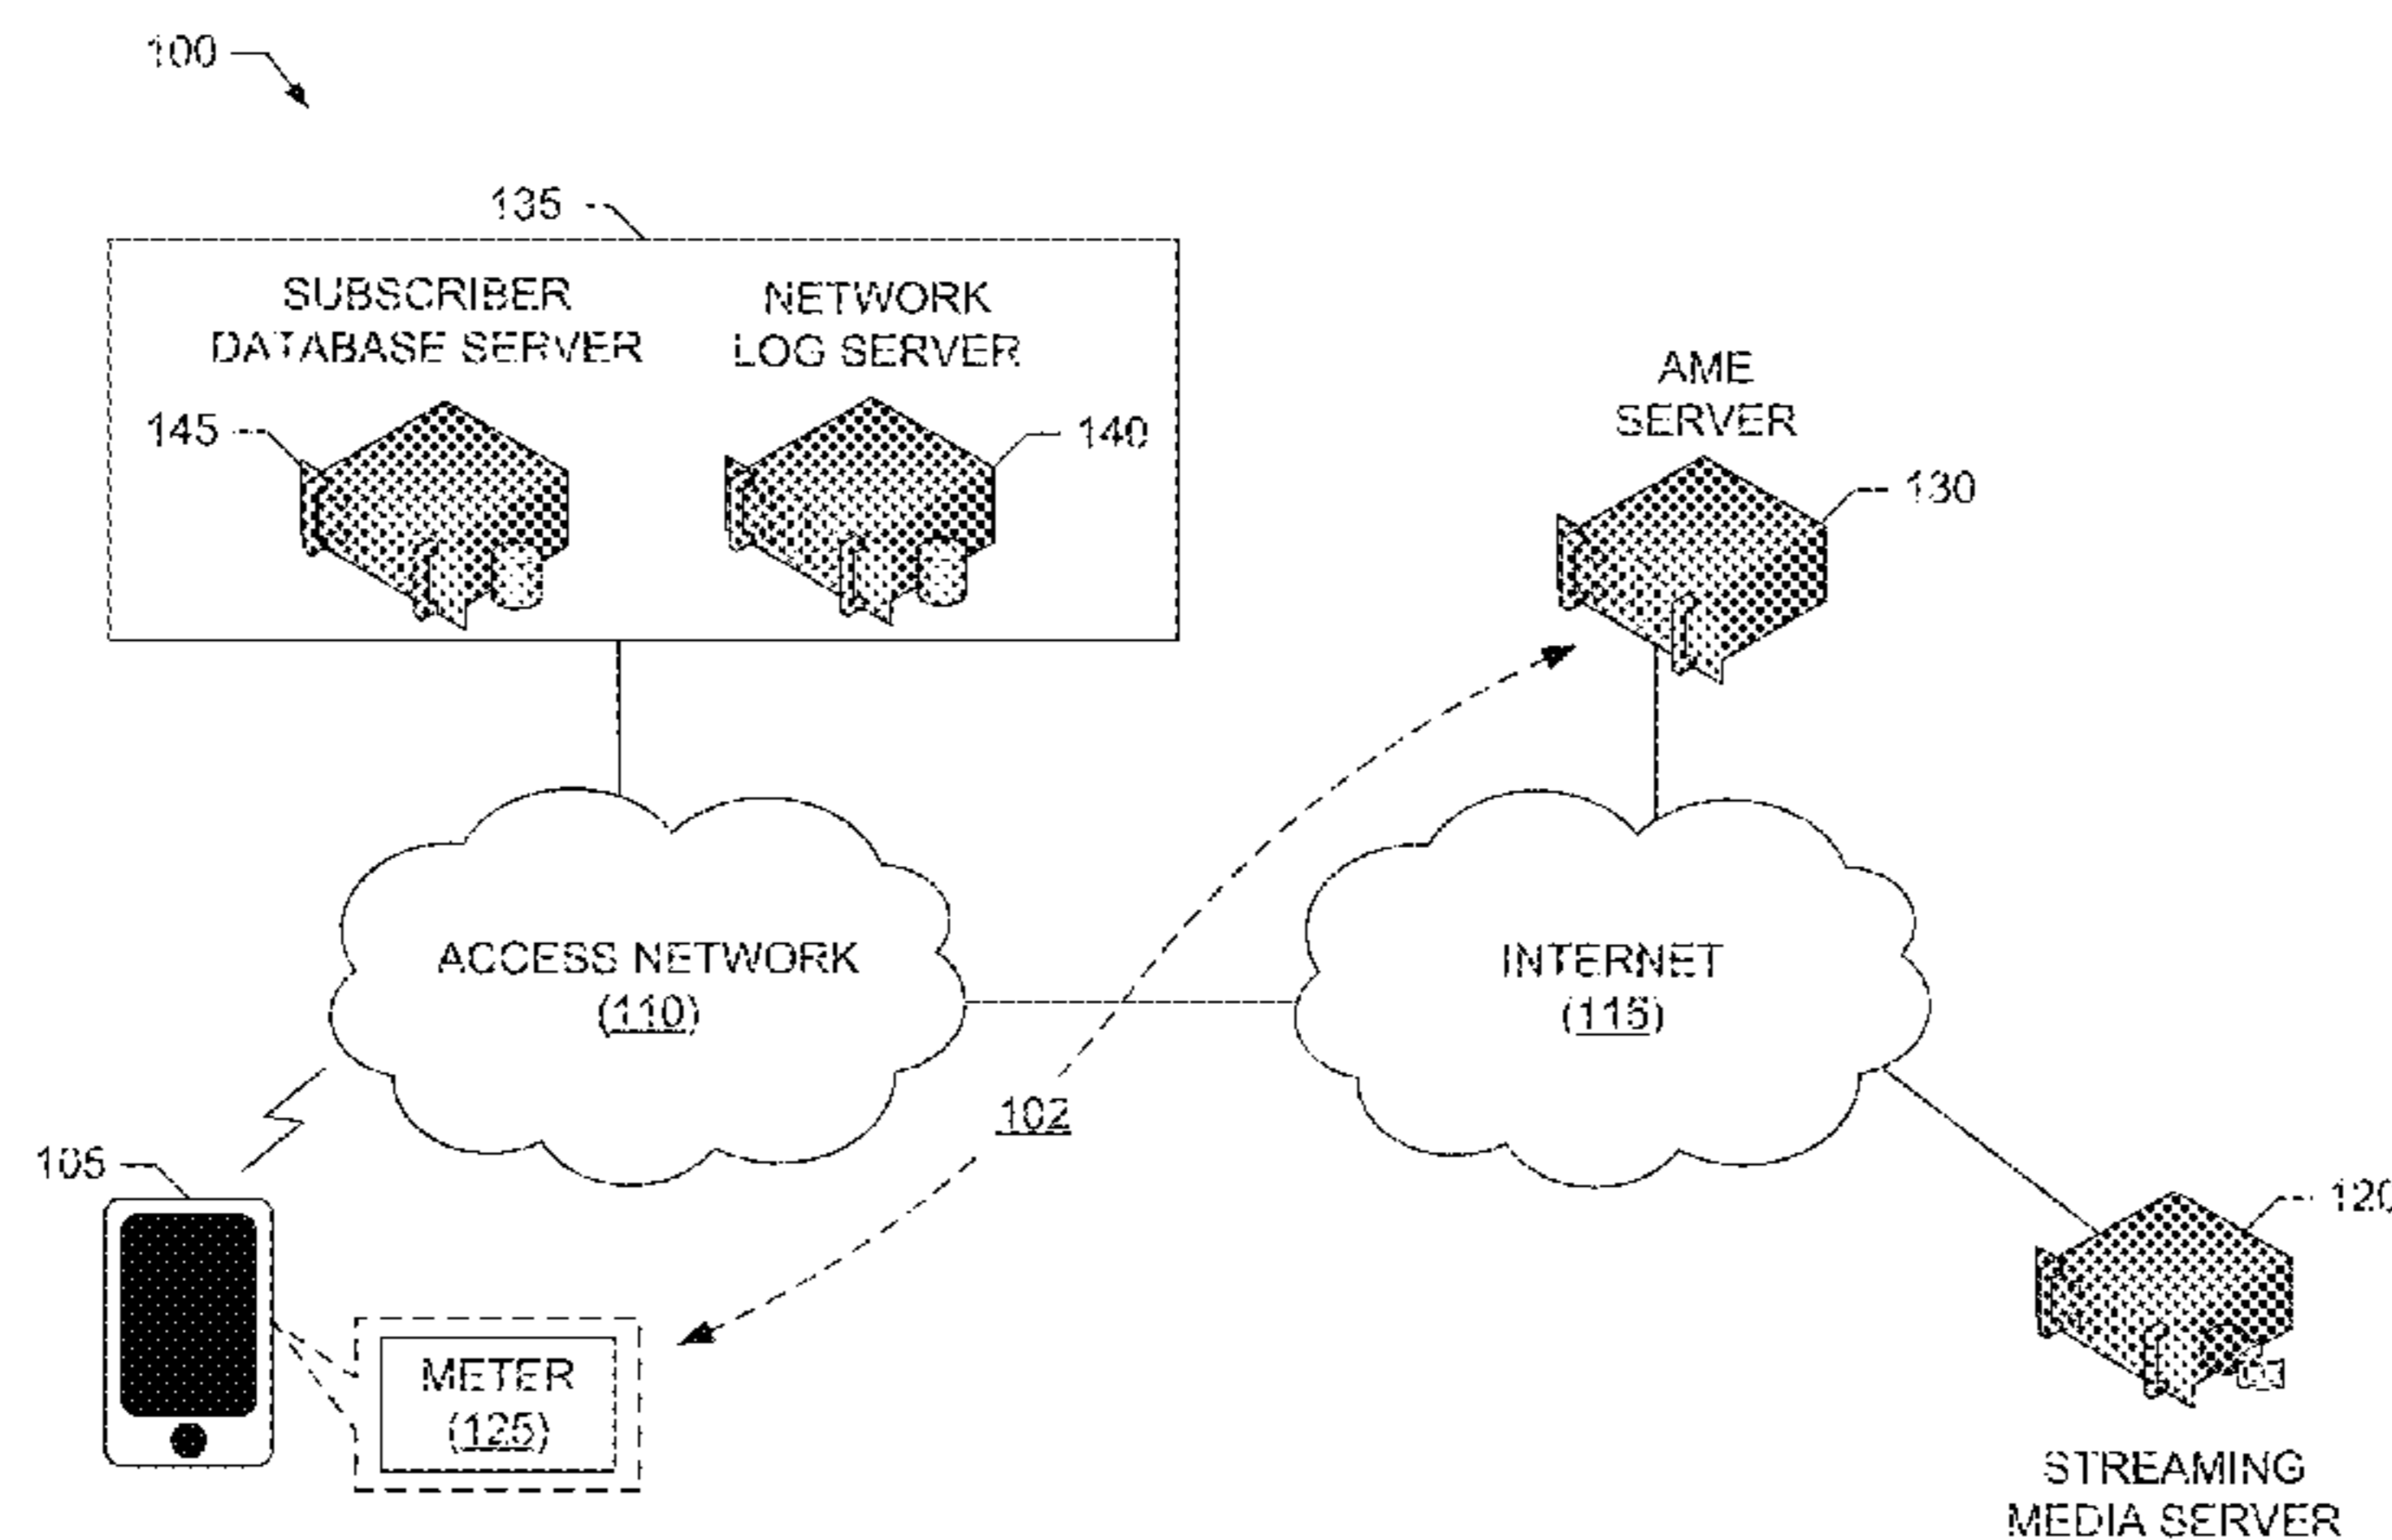 100
135
SUBSCRIBER
DATABASE SERVER
NETWORK
LOG SERVER
145
140
AME
SERVER
130
ACCESS NETWORK
(110)
INTERNET
(115)
102
105
120
METER
(125)
STREAMING
MEDIA SERVER